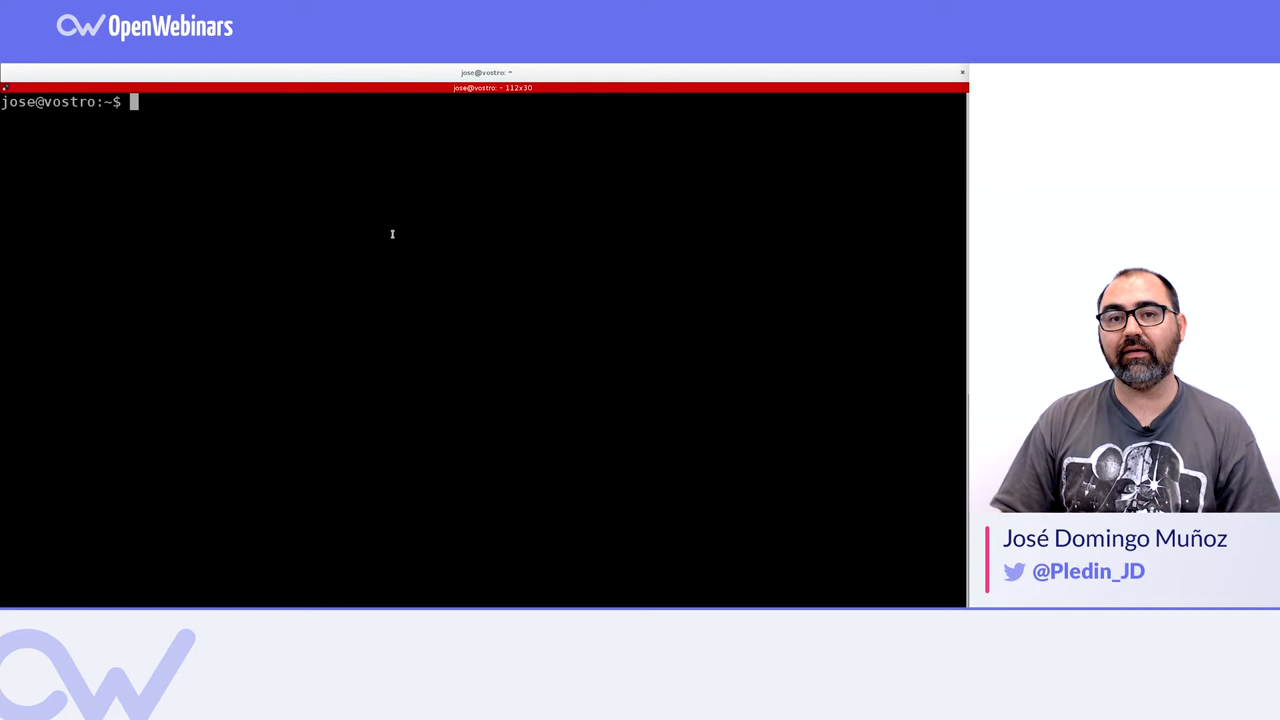 OpenWebinars
jose@vostro: ~
jose@vostro: ~ 112x30
jose@vostro:~$
José Domingo Muñoz
@Pledin_JD